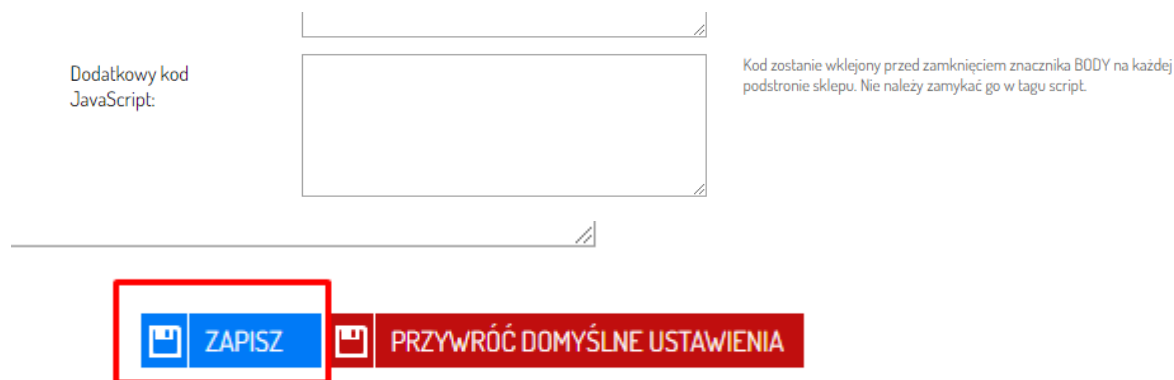 Dodatkowy kod
JavaScript:
Kod zostanie wklejony przed zamknięciem znacznika BODY na każdej
podstronie sklepu. Nie należy zamykać go w tagu script.
ZAPISZ
PRZYWRÓĆ DOMYŚLNE USTAWIENIA